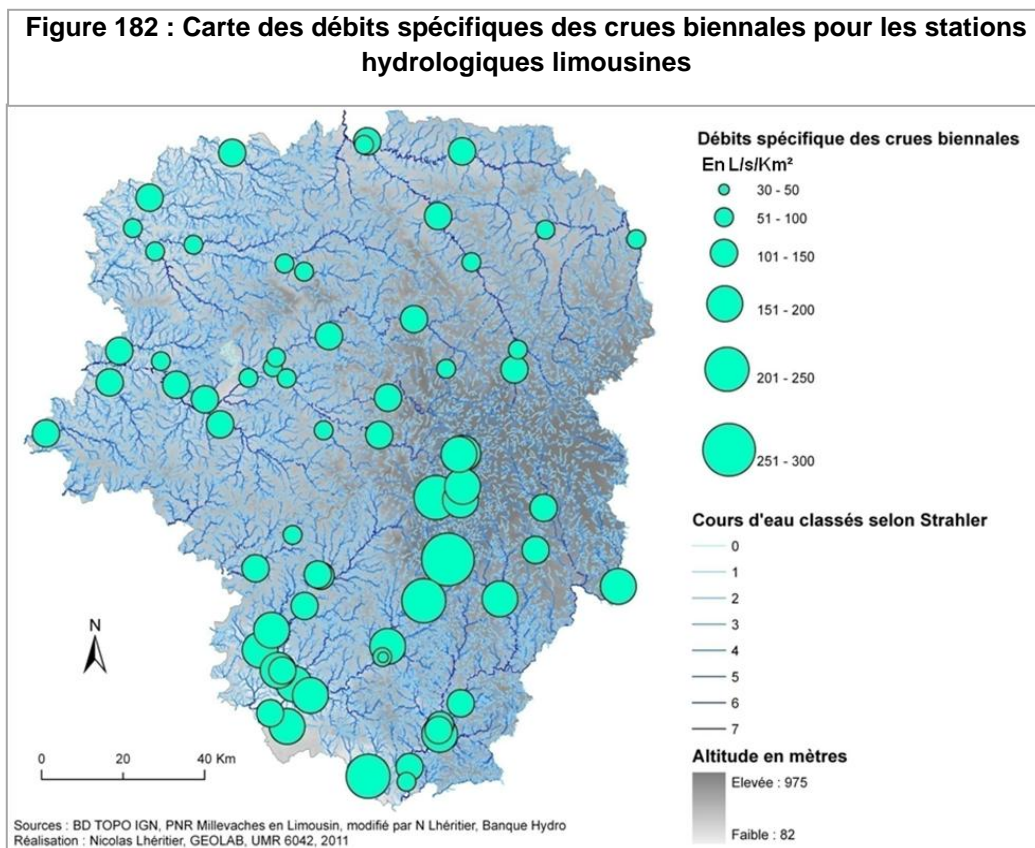 Figure 182 : Carte des débits spécifiques des crues biennales pour les stations
hydrologiques limousines
Débits spécifique des crues biennales
En L/s/Km²
30 - 50
51 - 100
101 - 150
151 - 200
201 - 250
251 - 300
Cours d'eau classés selon Strahler
0
1
2
3
4
5
6
7
Altitude en mètres
Elevée : 975
Faible : 82
N
0 20 40 Km
Sources : BD TOPO IGN, PNR Millevaches en Limousin, modifié par N Lhéritier, Banque Hydro
Réalisation : Nicolas Lhéritier, GEOLAB, UMR 6042, 2011